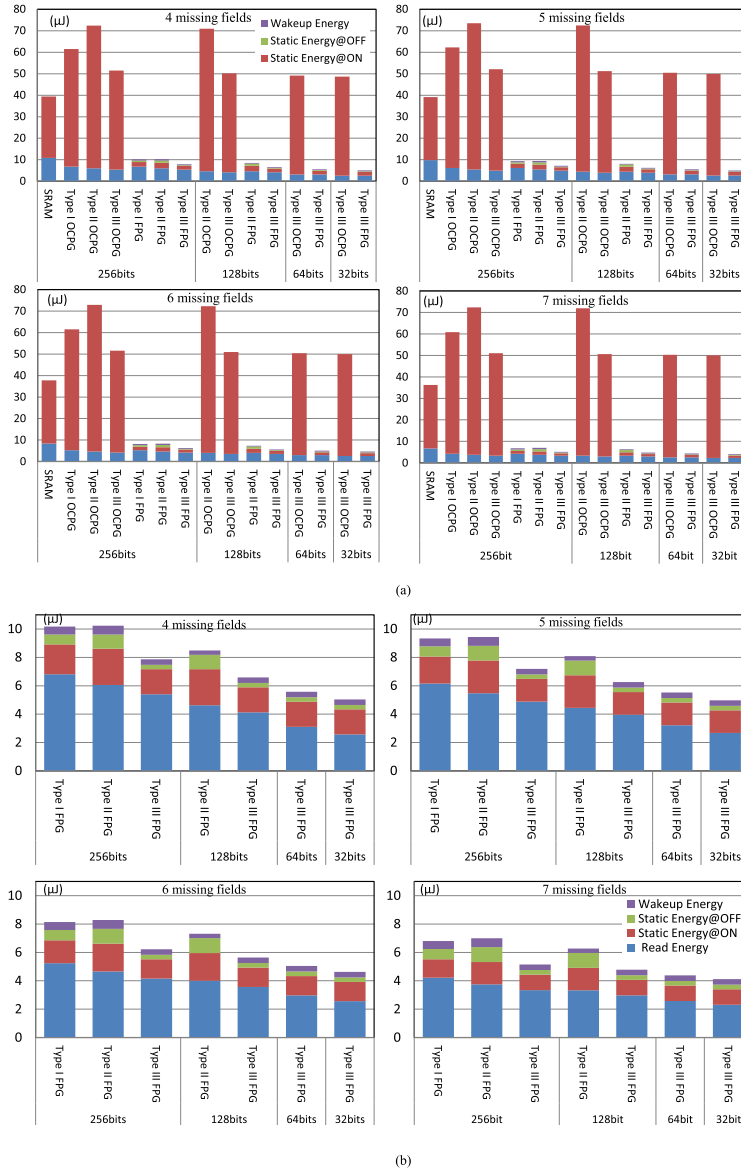 (µJ) 4 missing fields
Wakeup Energy
Static Energy@OFF
Static Energy@ON
80
70
60
50
40
30
20
10
0
SRAM
Type I OCPG
Type II OCPG
Type III OCPG
Type I FPG
Type II FPG
Type III FPG
Type II OCPG
Type III OCPG
Type II FPG
Type III FPG
Type III OCPG
Type III FPG
Type III OCPG
Type III FPG
256bits 128bits 64bits 32bits
(µJ) 5 missing fields
80
70
60
50
40
30
20
10
0
SRAM
Type I OCPG
Type II OCPG
Type III OCPG
Type I FPG
Type II FPG
Type III FPG
Type II OCPG
Type III OCPG
Type II FPG
Type III FPG
Type III OCPG
Type III FPG
Type III OCPG
Type III FPG
256bits 128bits 64bits 32bits
(µJ) 6 missing fields
80
70
60
50
40
30
20
10
0
SRAM
Type I OCPG
Type II OCPG
Type III OCPG
Type I FPG
Type II FPG
Type III FPG
Type II OCPG
Type III OCPG
Type II FPG
Type III FPG
Type III OCPG
Type III FPG
Type III OCPG
Type III FPG
256bits 128bits 64bits 32bits
(µJ) 7 missing fields
80
70
60
50
40
30
20
10
0
SRAM
Type I OCPG
Type II OCPG
Type III OCPG
Type I FPG
Type II FPG
Type III FPG
Type II OCPG
Type III OCPG
Type II FPG
Type III FPG
Type III OCPG
Type III FPG
Type III OCPG
Type III FPG
256bit 128bit 64bit 32bit
(a)
(µJ) 4 missing fields
10
8
6
4
2
0
Type I FPG
Type II FPG
Type III FPG
Type II FPG
Type III FPG
Type III FPG
Type III FPG
256bits 128bits 64bits 32bits
(µJ) 5 missing fields
10
8
6
4
2
0
Type I FPG
Type II FPG
Type III FPG
Type II FPG
Type III FPG
Type III FPG
Type III FPG
256bits 128bits 64bits 32bits
(µJ) 6 missing fields
10
8
6
4
2
0
Type I FPG
Type II FPG
Type III FPG
Type II FPG
Type III FPG
Type III FPG
Type III FPG
256bits 128bits 64bits 32bits
(µJ) 7 missing fields
Wakeup Energy
Static Energy@OFF
Static Energy@ON
Read Energy
10
8
6
4
2
0
Type I FPG
Type II FPG
Type III FPG
Type II FPG
Type III FPG
Type III FPG
Type III FPG
256bit 128bit 64bit 32bit
(b)